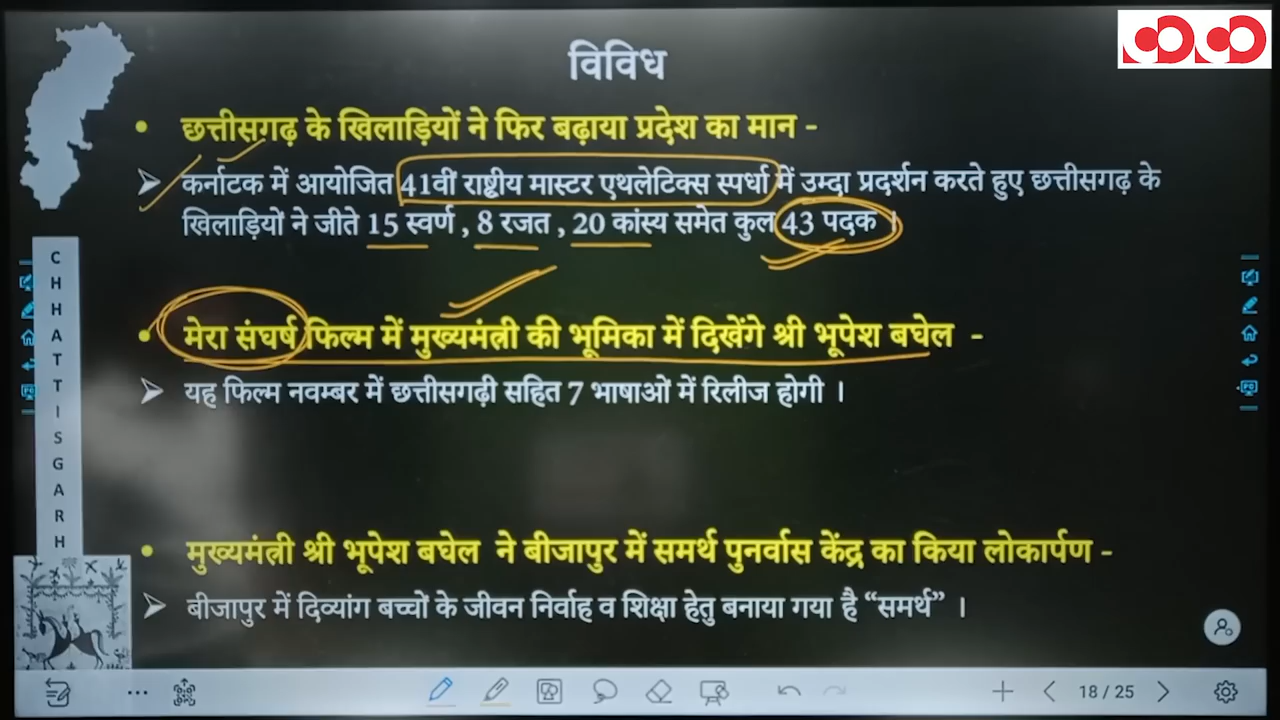 विविध
• छत्तीसगढ़ के खिलाड़ियों ने फिर बढ़ाया प्रदेश का मान -
➢ कर्नाटक में आयोजित 41वीं राष्ट्रीय मास्टर एथलेटिक्स स्पर्धा में उम्दा प्रदर्शन करते हुए छत्तीसगढ़ के
खिलाड़ियों ने जीते 15 स्वर्ण , 8 रजत , 20 कांस्य समेत कुल 43 पदक ।
• मेरा संघर्ष फिल्म में मुख्यमंत्री की भूमिका में दिखेंगे श्री भूपेश बघेल -
➢ यह फिल्म नवम्बर में छत्तीसगढ़ी सहित 7 भाषाओं में रिलीज होगी ।
• मुख्यमंत्री श्री भूपेश बघेल ने बीजापुर में समर्थ पुनर्वास केंद्र का किया लोकार्पण -
➢ बीजापुर में दिव्यांग बच्चों के जीवन निर्वाह व शिक्षा हेतु बनाया गया है “समर्थ” ।
CHHATTISGARH
18 / 25